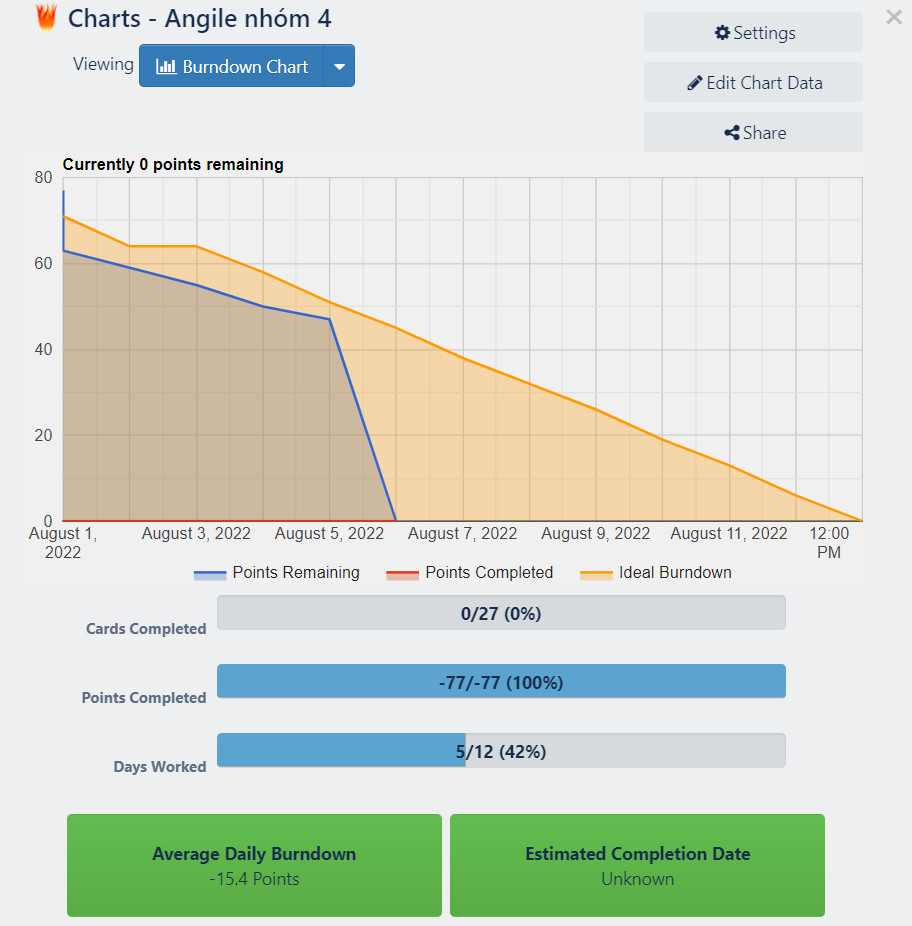 Charts - Angile nhóm 4
Settings
Viewing
Burndown Chart
Edit Chart Data
Share
Currently 0 points remaining
80
60
40
20
0
August 1, 2022
August 3, 2022
August 5, 2022
August 7, 2022
August 9, 2022
August 11, 2022
12:00 PM
Points Remaining
Points Completed
Ideal Burndown
Cards Completed
0/27 (0%)
Points Completed
-77/-77 (100%)
Days Worked
5/12 (42%)
Average Daily Burndown
-15.4 Points
Estimated Completion Date
Unknown